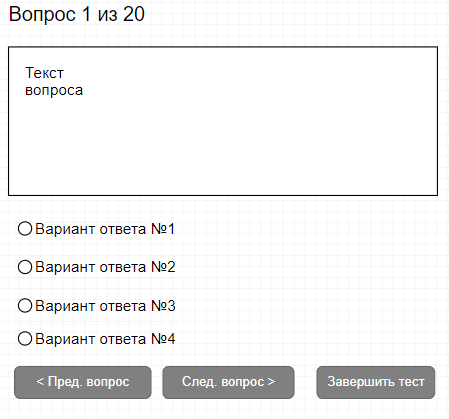 Вопрос 1 из 20
Текст
вопроса
Вариант ответа №1
Вариант ответа №2
Вариант ответа №3
Вариант ответа №4
< Пред. вопрос След. вопрос > Завершить тест